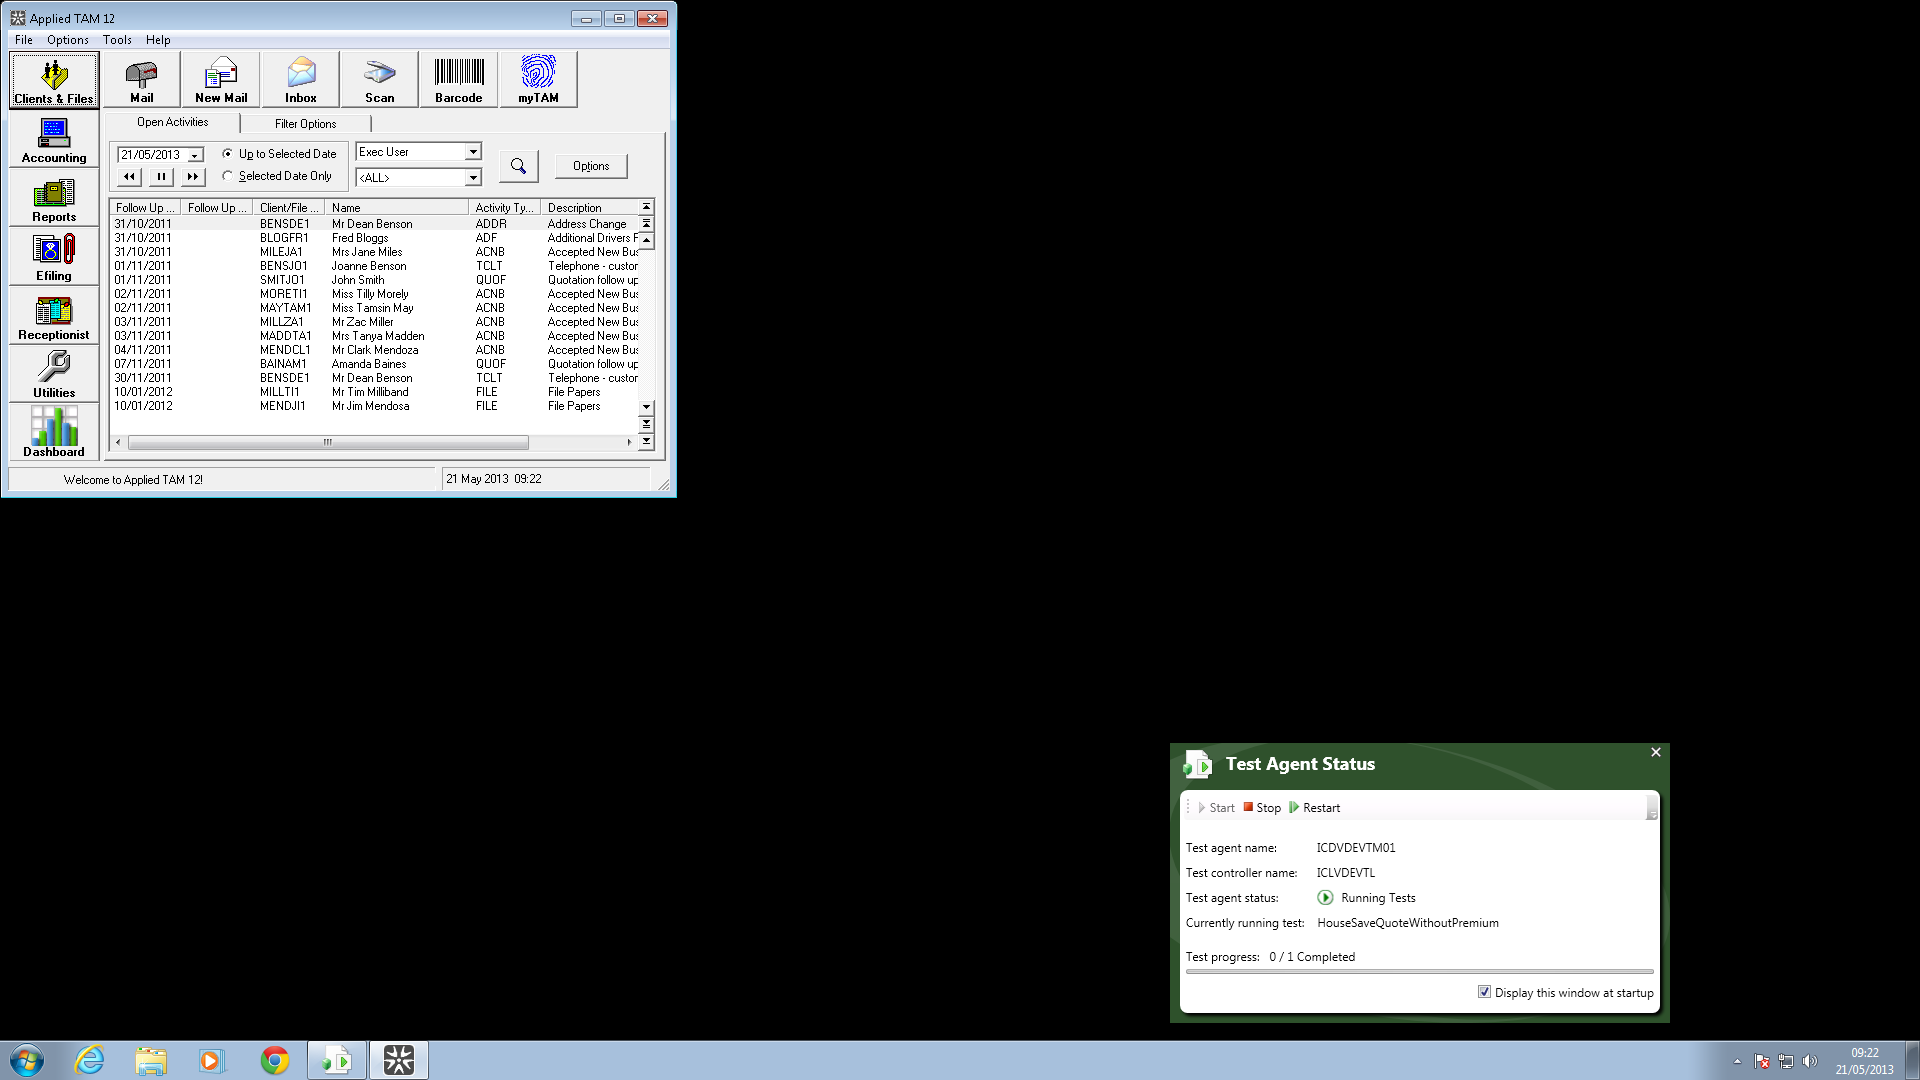 Applied TAM 12
File Options Tools Help
Clients & Files
Mail
New Mail
Inbox
Scan
Barcode
myTAM
Accounting
Reports
Efiling
Receptionist
Utilities
Dashboard
Open Activities
Filter Options
21/05/2013
Up to Selected Date
Selected Date Only
Exec User
<ALL>
Options
Follow Up ... Follow Up ... Client/File ... Name Activity Ty... Description
31/10/2011 BENSDE1 Mr Dean Benson ADDR Address Change
31/10/2011 BLOGFR1 Fred Bloggs ADF Additional Drivers F
31/10/2011 MILEJA1 Mrs Jane Miles ACNB Accepted New Bus
01/11/2011 BENSJO1 Joanne Benson TCLT Telephone - custor
01/11/2011 SMITJO1 John Smith QUOF Quotation follow up
02/11/2011 MORETI1 Miss Tilly Morely ACNB Accepted New Bus
02/11/2011 MAYTAM1 Miss Tamsin May ACNB Accepted New Bus
03/11/2011 MILLZA1 Mr Zac Miller ACNB Accepted New Bus
03/11/2011 MADDTA1 Mrs Tanya Madden ACNB Accepted New Bus
04/11/2011 MENDCL1 Mr Clark Mendoza ACNB Accepted New Bus
07/11/2011 BAINAM1 Amanda Baines QUOF Quotation follow up
30/11/2011 BENSDE1 Mr Dean Benson TCLT Telephone - custor
10/01/2012 MILLTI1 Mr Tim Milliband FILE File Papers
10/01/2012 MENDJI1 Mr Jim Mendosa FILE File Papers
Welcome to Applied TAM 12!
21 May 2013 09:22
Test Agent Status
Start Stop Restart
Test agent name: ICDVDEVTM01
Test controller name: ICLVDEVTL
Test agent status: Running Tests
Currently running test: HouseSaveQuoteWithoutPremium
Test progress: 0 / 1 Completed
Display this window at startup
09:22
21/05/2013